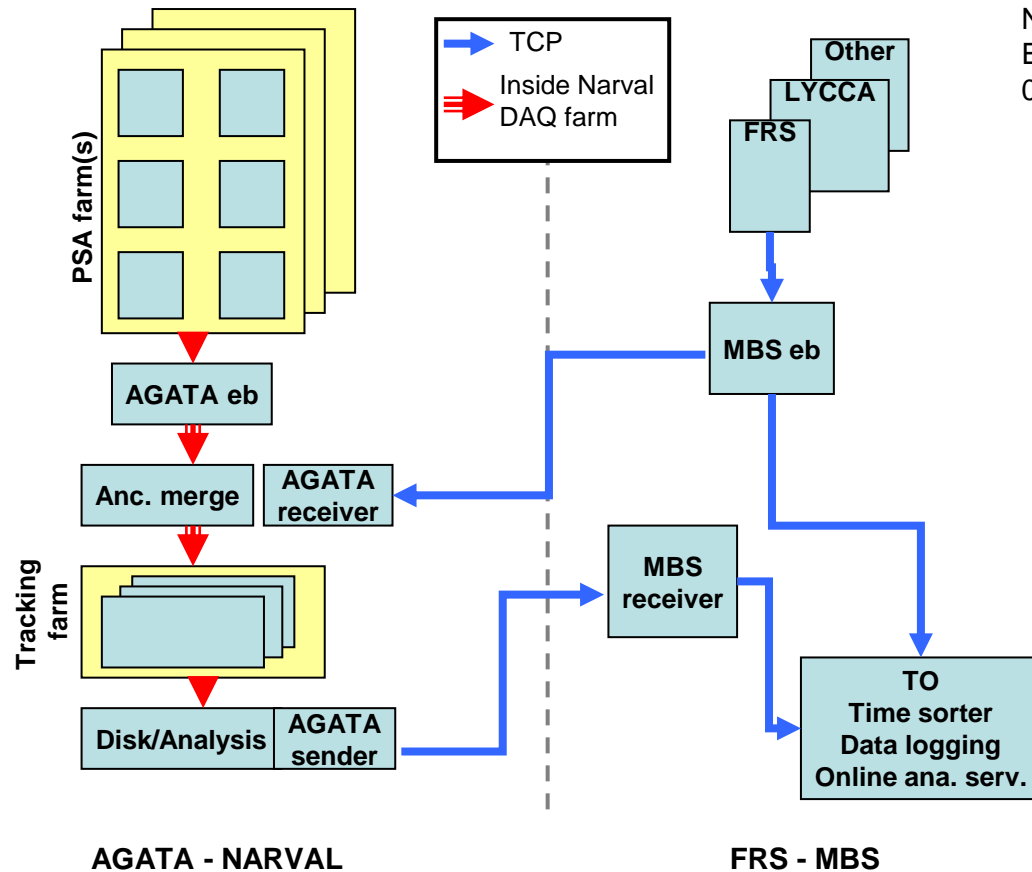 TCP
Inside Narval
DAQ farm
Other
LYCCA
FRS
PSA farm(s)
MBS eb
AGATA eb
Anc. merge
AGATA
receiver
MBS
receiver
Tracking
farm
TO
Time sorter
Data logging
Online ana. serv.
Disk/Analysis
AGATA
sender
AGATA - NARVAL
FRS - MBS